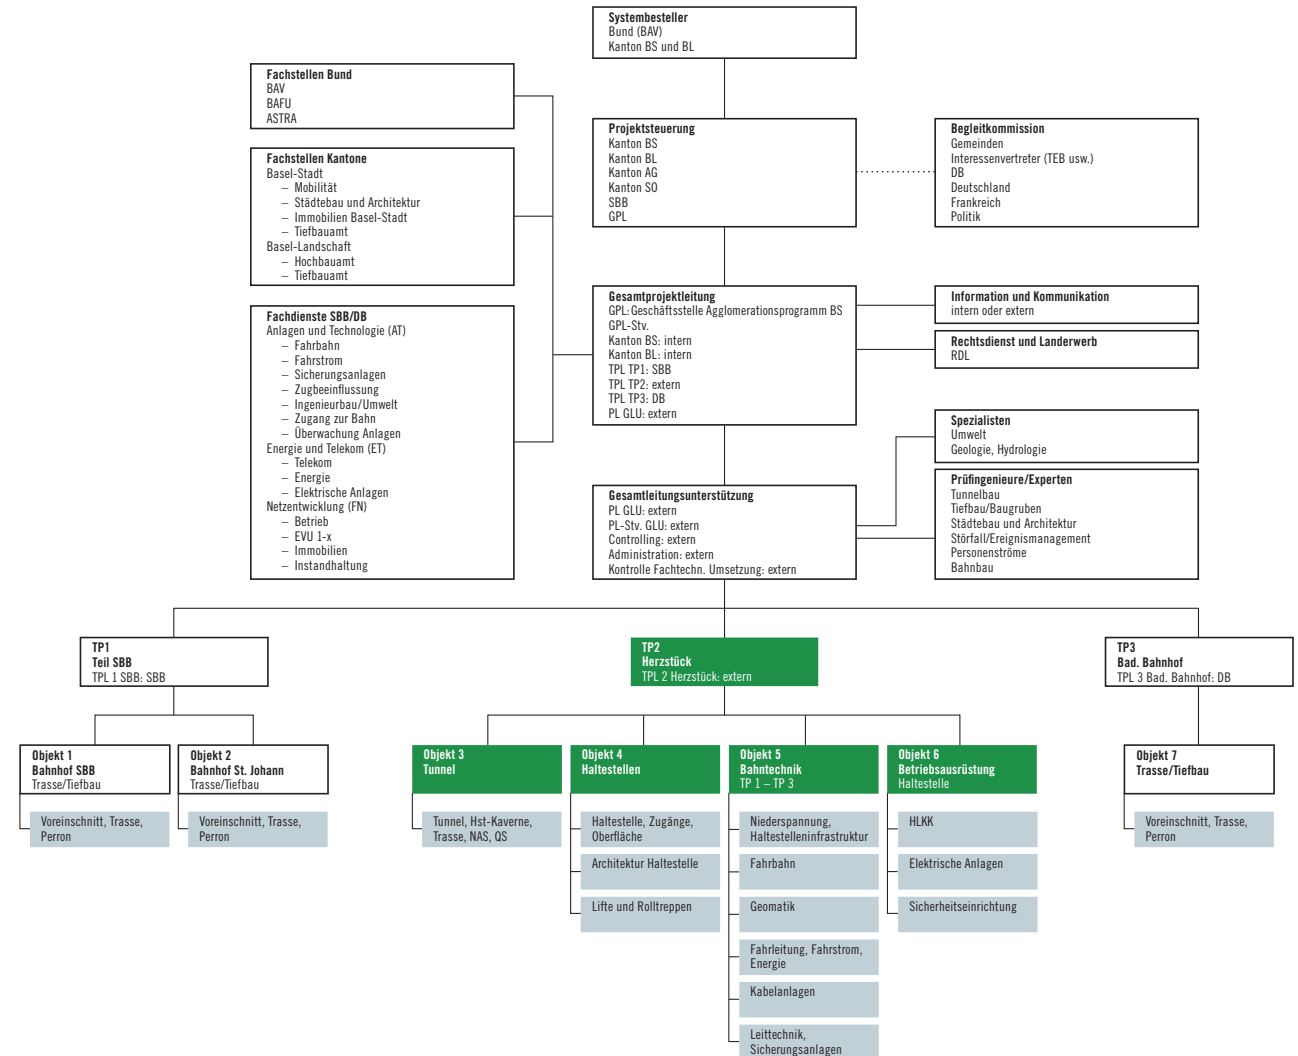 Systembesteller
Bund (BAV)
Kanton BS und BL
Fachstellen Bund
BAV
BAFU
ASTRA
Fachstellen Kantone
Basel-Stadt
– Mobilität
– Städtebau und Architektur
– Immobilien Basel-Stadt
– Tiefbauamt
Basel-Landschaft
– Hochbauamt
– Tiefbauamt
Fachdienste SBB/DB
Anlagen und Technologie (AT)
– Fahrbahn
– Fahrstrom
– Sicherungsanlagen
– Zugbeeinflussung
– Ingenieurbau/Umwelt
– Zugang zur Bahn
– Überwachung Anlagen
Energie und Telekom (ET)
– Telekom
– Energie
– Elektrische Anlagen
Netzentwicklung (FN)
– Betrieb
– EVU 1-x
– Immobilien
– Instandhaltung
Projektsteuerung
Kanton BS
Kanton BL
Kanton AG
Kanton SO
SBB
GPL
Begleitkommission
Gemeinden
Interessenvertreter (TEB usw.)
DB
Deutschland
Frankreich
Politik
Gesamtprojektleitung
GPL: Geschäftsstelle Agglomerationsprogramm BS
GPL-Stv.
Kanton BS: intern
Kanton BL: intern
TPL TP1: SBB
TPL TP2: extern
TPL TP3: DB
PL GLU: extern
Information und Kommunikation
intern oder extern
Rechtsdienst und Landerwerb
RDL
Spezialisten
Umwelt
Geologie, Hydrologie
Prüfingenieure/Experten
Tunnelbau
Tiefbau/Baugruben
Städtebau und Architektur
Störfall/Ereignismanagement
Personenströme
Bahnbau
Gesamtleitungsunterstützung
PL GLU: extern
PL-Stv. GLU: extern
Controlling: extern
Administration: extern
Kontrolle Fachtechn. Umsetzung: extern
TP1
Teil SBB
TPL 1 SBB: SBB
TP2
Herzstück
TPL 2 Herzstück: extern
TP3
Bad. Bahnhof
TPL 3 Bad. Bahnhof: DB
Objekt 1
Bahnhof SBB
Trasse/Tiefbau
Voreinschnitt, Trasse,
Perron
Objekt 2
Bahnhof St. Johann
Trasse/Tiefbau
Voreinschnitt, Trasse,
Perron
Objekt 3
Tunnel
Tunnel, Hst-Kaverne,
Trasse, NAS, QS
Objekt 4
Haltestellen
Haltestelle, Zugänge,
Oberfläche
Architektur Haltestelle
Lifte und Rolltreppen
Objekt 5
Bahntechnik
TP 1 – TP 3
Niederspannung,
Haltestelleninfrastruktur
Fahrbahn
Geomatik
Fahrleitung, Fahrstrom,
Energie
Kabelanlagen
Leittechnik,
Sicherungsanlagen
Objekt 6
Betriebsausrüstung
Haltestelle
HLKK
Elektrische Anlagen
Sicherheitseinrichtung
Objekt 7
Trasse/Tiefbau
Voreinschnitt, Trasse,
Perron